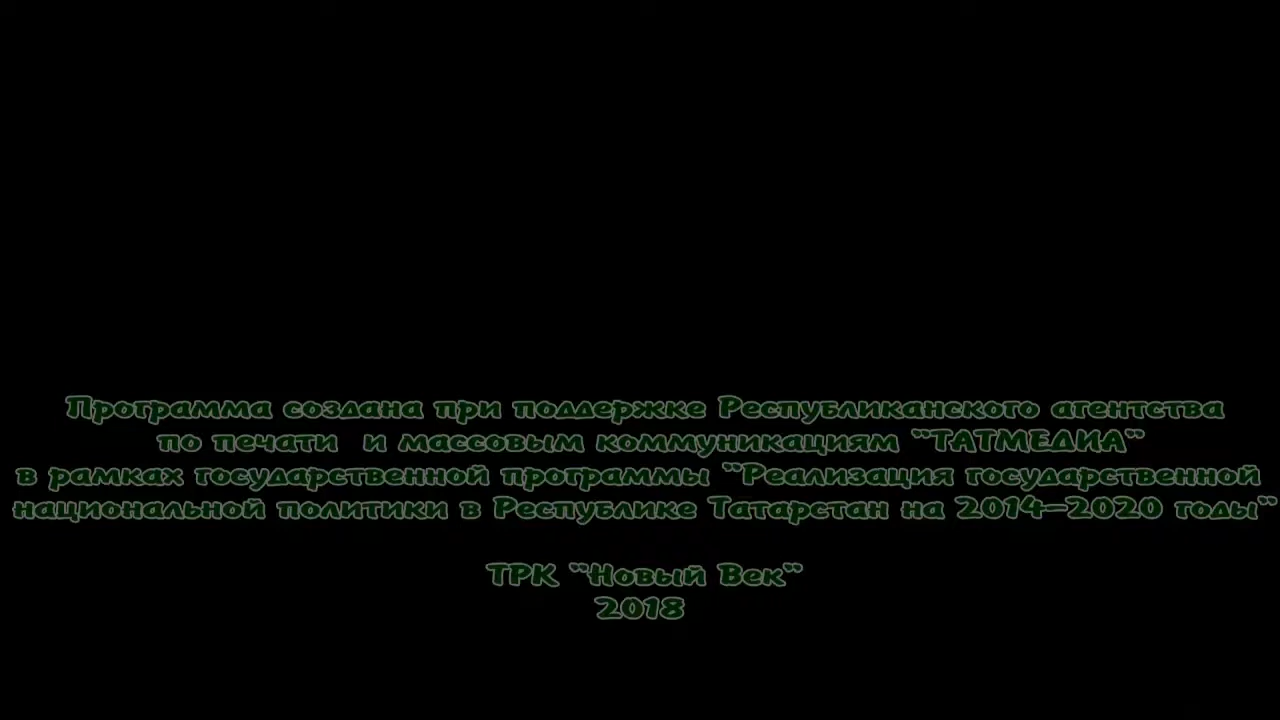 Программа создана при поддержке Республиканского агентства
по печати и массовым коммуникациям "ТАТМЕДИА"
в рамках государственной программы "Реализация государственной
национальной политики в Республике Татарстан на 2014-2020 годы"
ТРК "Новый Век"
2018